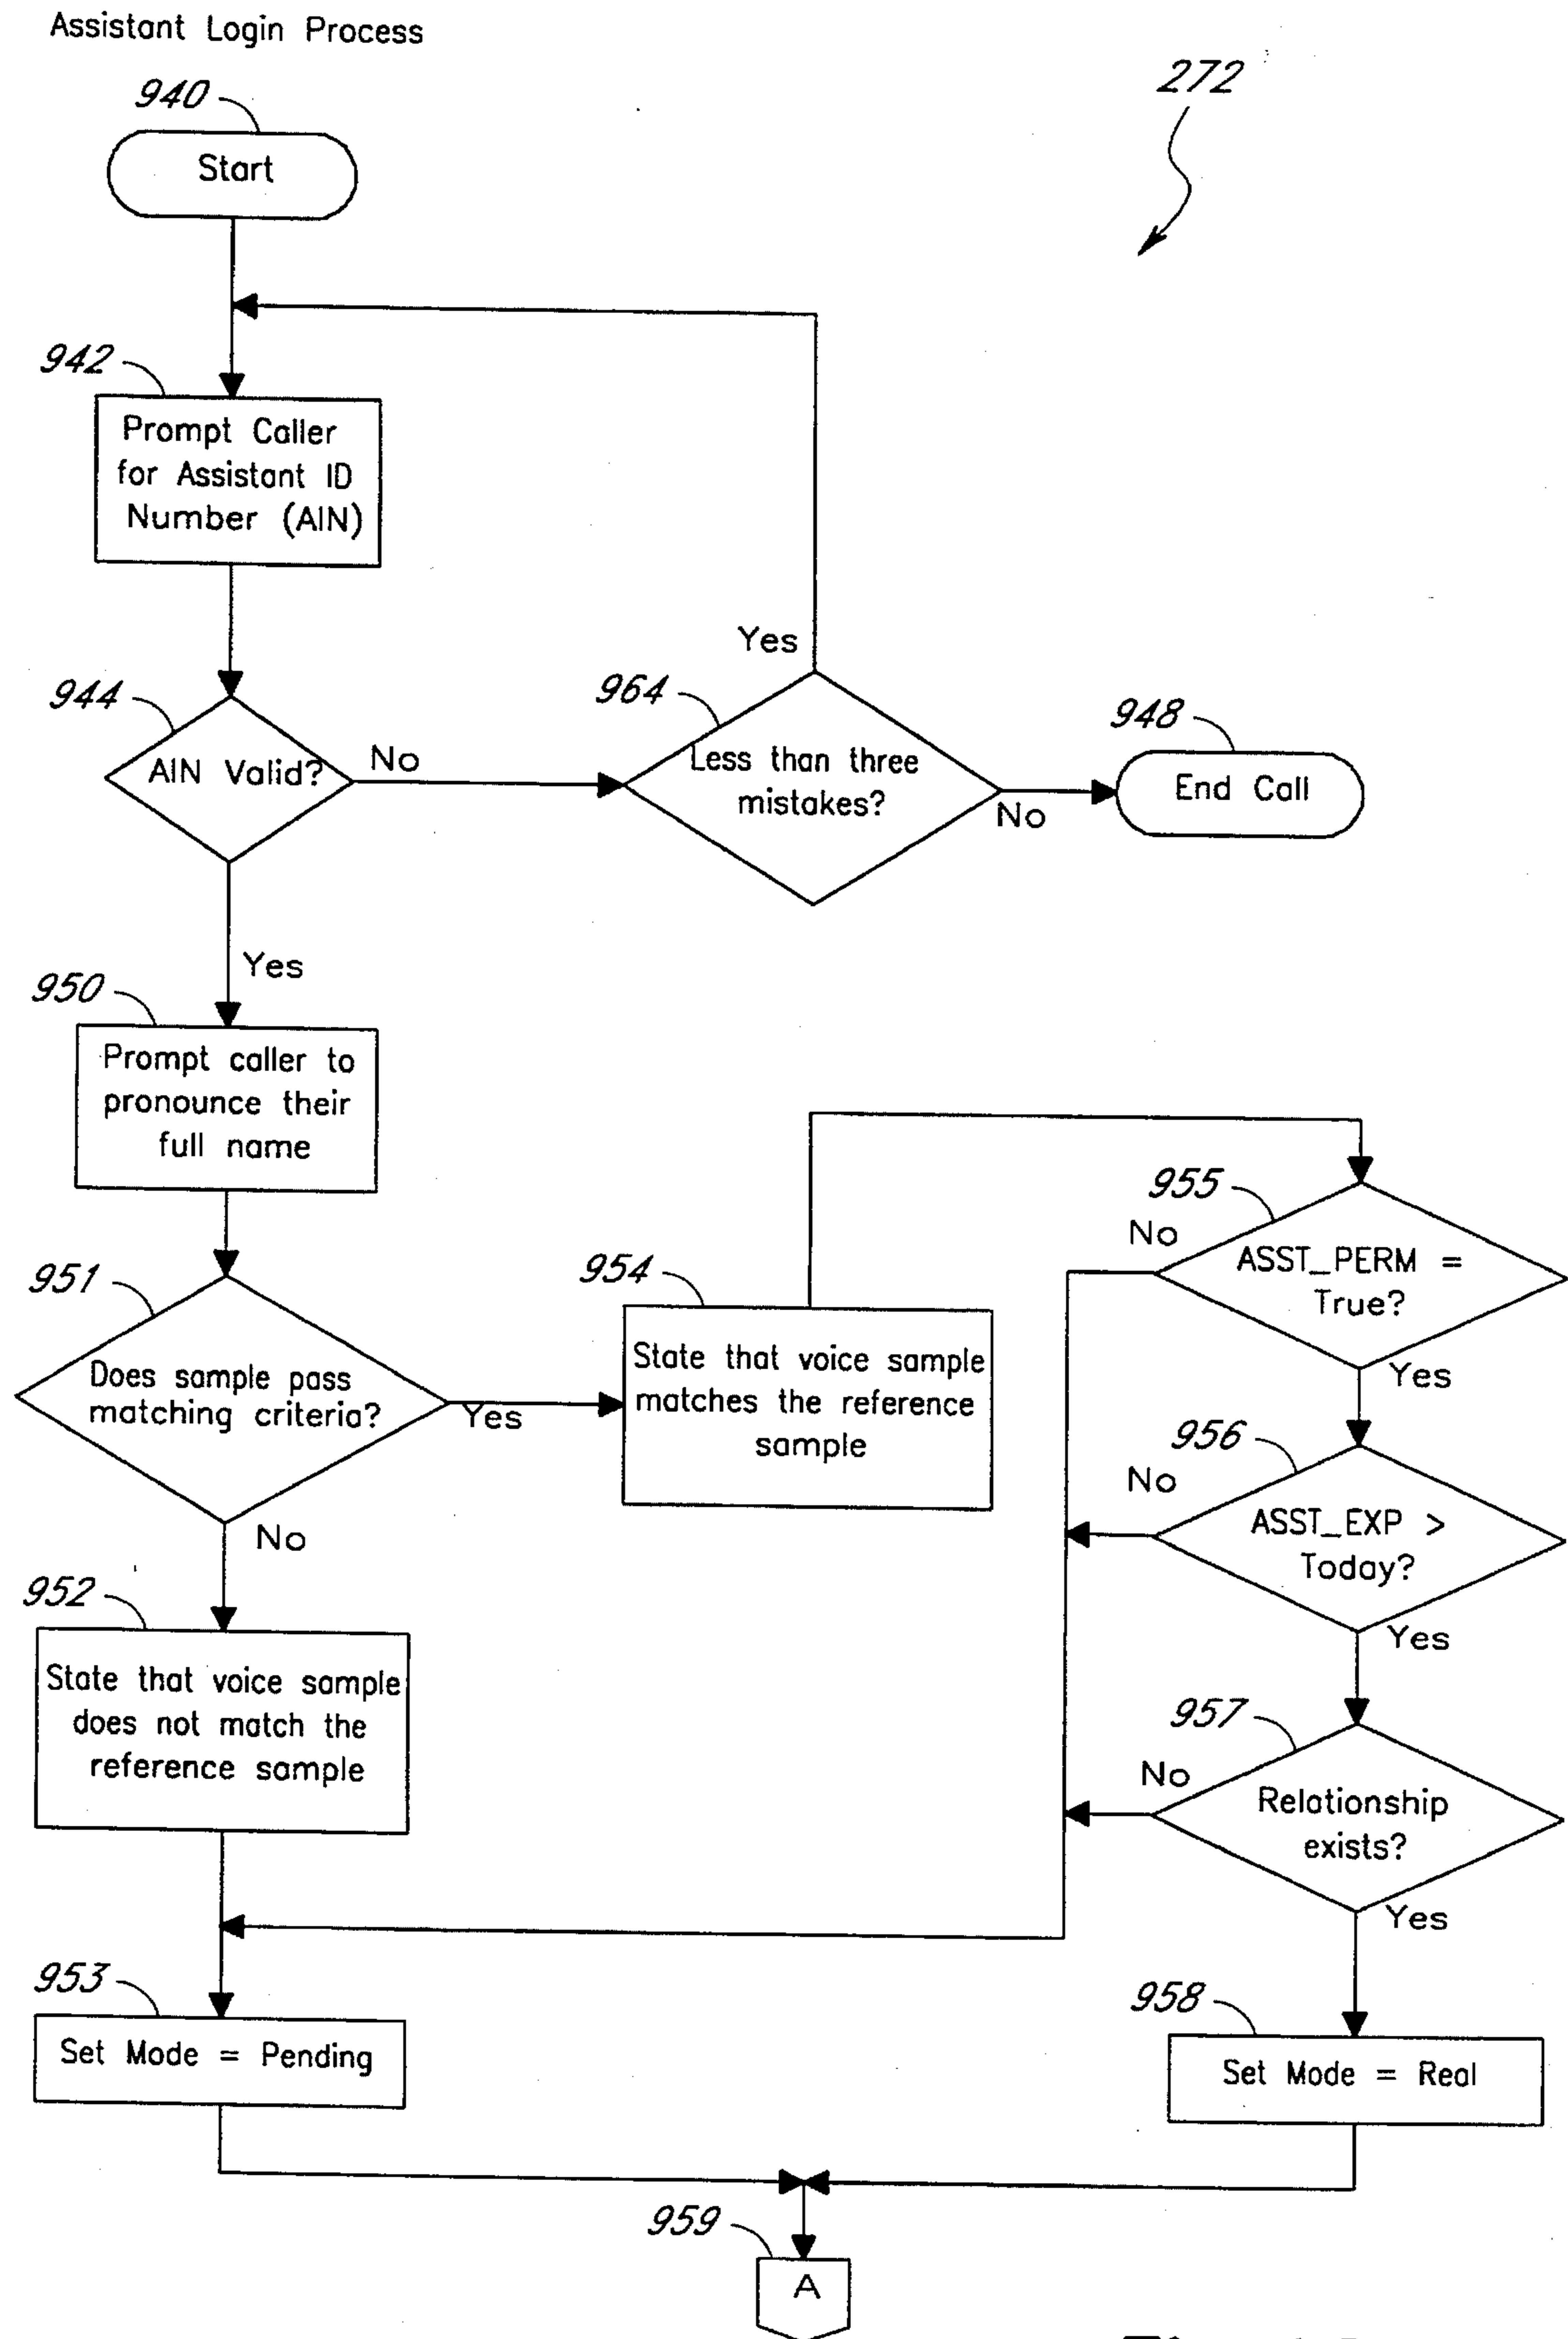 Assistant Login Process
272
940
Start
942
Prompt Caller
for Assistant ID
Number (AIN)
Yes
944
AIN Valid?
No
964
Less than three
mistakes?
No
948
End Call
Yes
950
Prompt caller to
pronounce their
full name
951
Does sample pass
matching criteria?
Yes
954
State that voice sample
matches the reference
sample
955
No
ASST_PERM =
True?
Yes
956
No
ASST_EXP >
Today?
Yes
No
952
State that voice sample
does not match the
reference sample
957
No
Relationship
exists?
Yes
953
Set Mode = Pending
958
Set Mode = Real
959
A